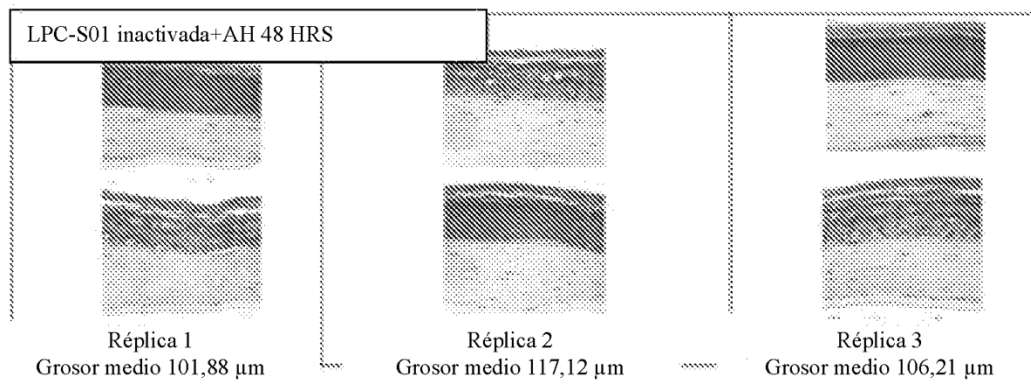 LPC-S01 inactivada+AH 48 HRS
Réplica 1
Grosor medio 101,88 µm
Réplica 2
Grosor medio 117,12 µm
Réplica 3
Grosor medio 106,21 µm